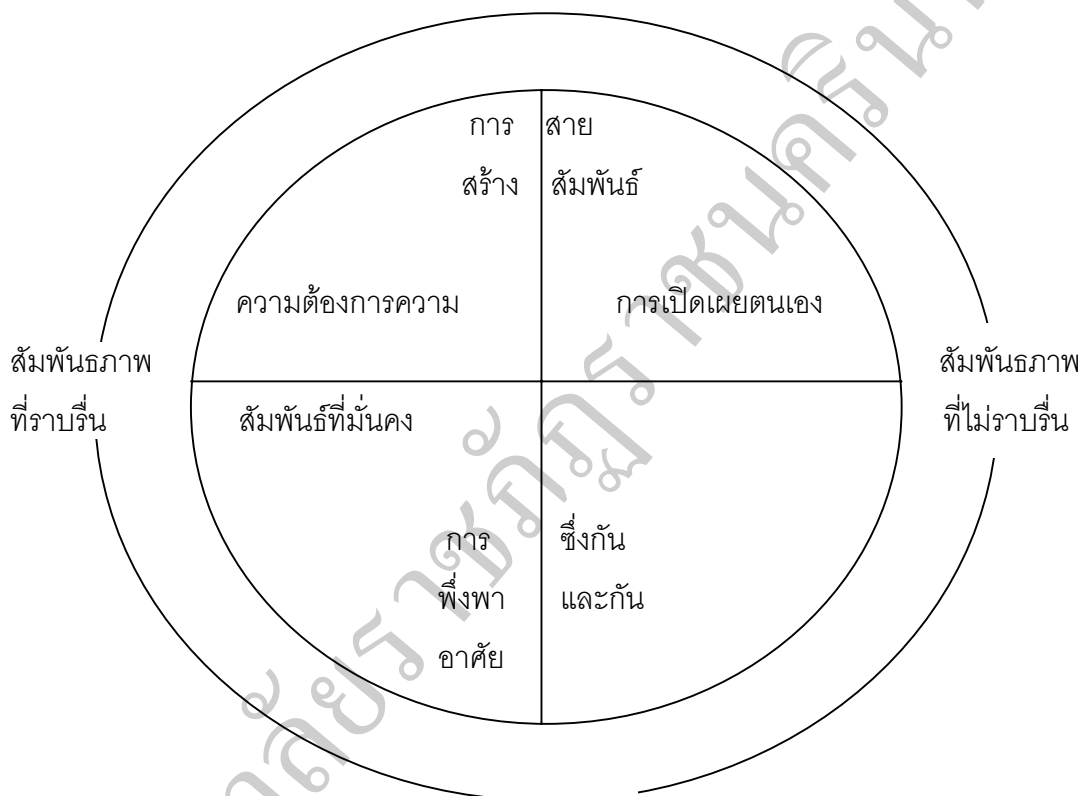 การ สาย
สร้าง สัมพันธ์
ความต้องการความ การเปิดเผยตนเอง
สัมพันธภาพ สัมพันธภาพ
ที่ราบรื่น สัมพันธ์ที่มั่นคง ที่ไม่ราบรื่น
การ ซึ่งกัน
พึ่งพา และกัน
อาศัย